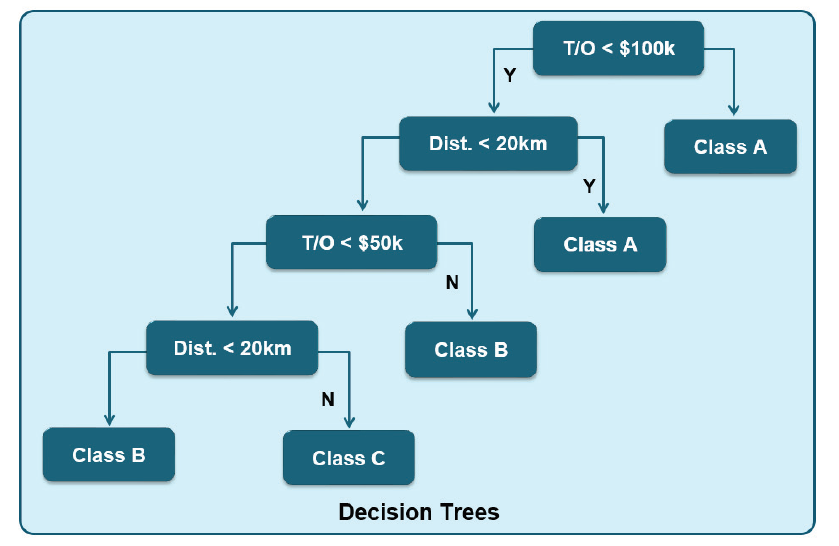 T/O < $100k
Y
Dist. < 20km
Class A
Y
T/O < $50k
Class A
N
Dist. < 20km
Class B
N
Class B
Class C
Decision Trees